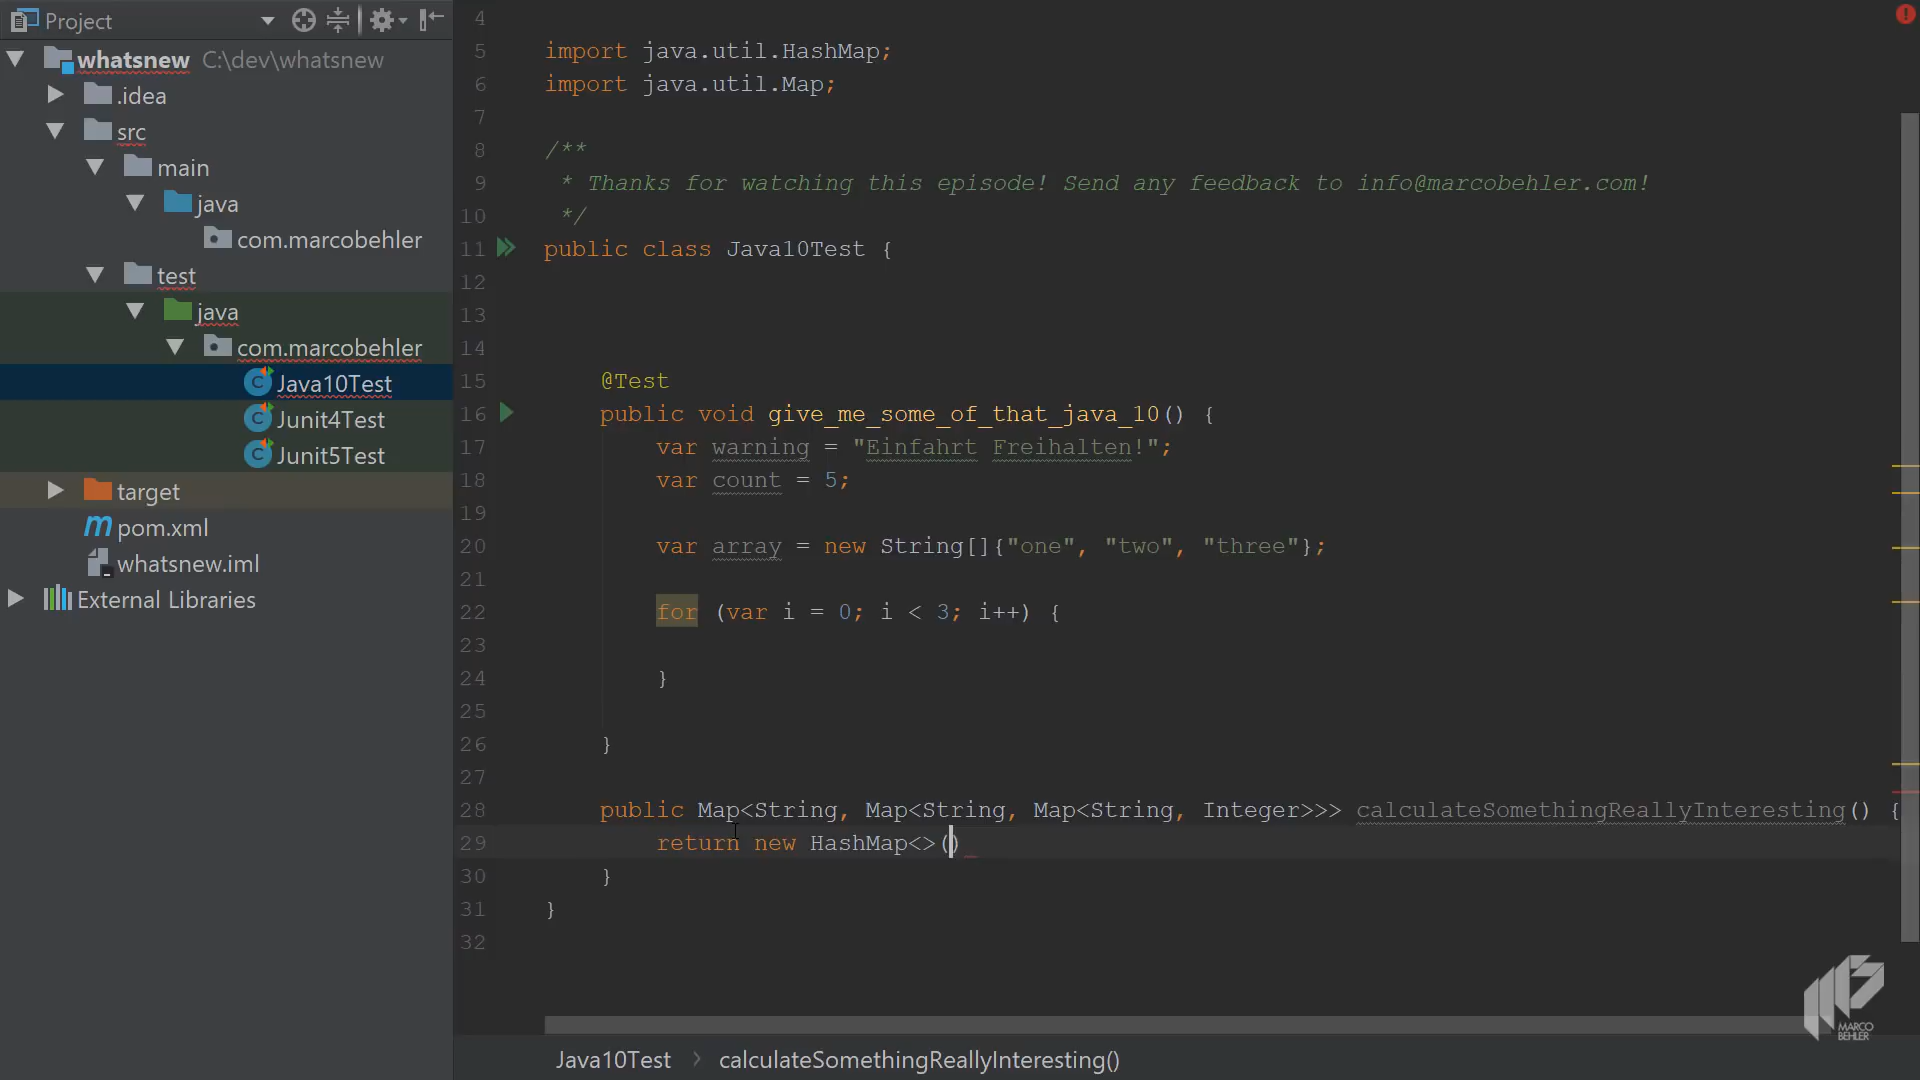 Project
whatsnew C:\dev\whatsnew
.idea
src
main
java
com.marcobehler
test
java
com.marcobehler
Java10Test
Junit4Test
Junit5Test
target
pom.xml
whatsnew.iml
External Libraries
4
5 import java.util.HashMap;
6 import java.util.Map;
7
8 /**
9 * Thanks for watching this episode! Send any feedback to info@marcobehler.com!
10 */
11 public class Java10Test {
12
13
14
15 @Test
16 public void give_me_some_of_that_java_10() {
17 var warning = "Einfahrt Freihalten!";
18 var count = 5;
19
20 var array = new String[]{"one", "two", "three"};
21
22 for (var i = 0; i < 3; i++) {
23
24 }
25
26 }
27
28 public Map<String, Map<String, Map<String, Integer>>> calculateSomethingReallyInteresting() {
29 return new HashMap<>()
30 }
31 }
32
MARCO
BEHLER
Java10Test > calculateSomethingReallyInteresting()